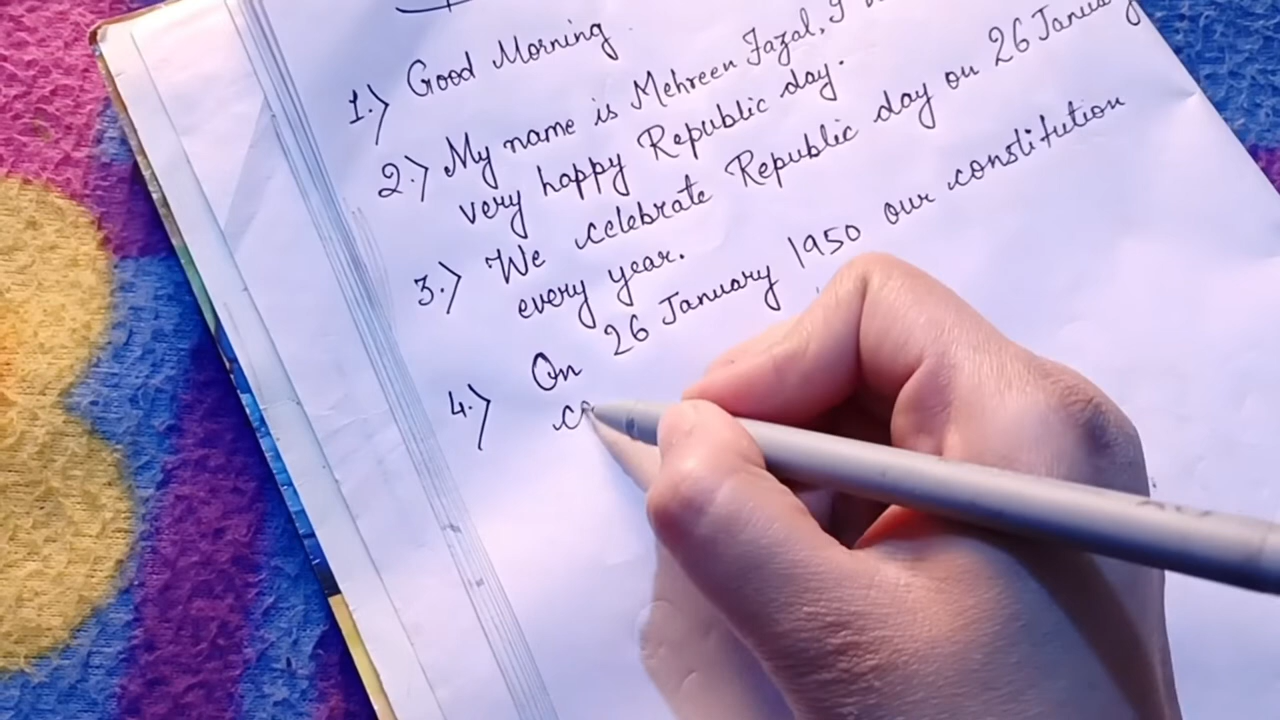 1.) Good Morning
2.) My name is Mehreen Fazal, I
very happy Republic day.
3.) We celebrate Republic day on 26 January
every year.
4.) On 26 January 1950 our constitution